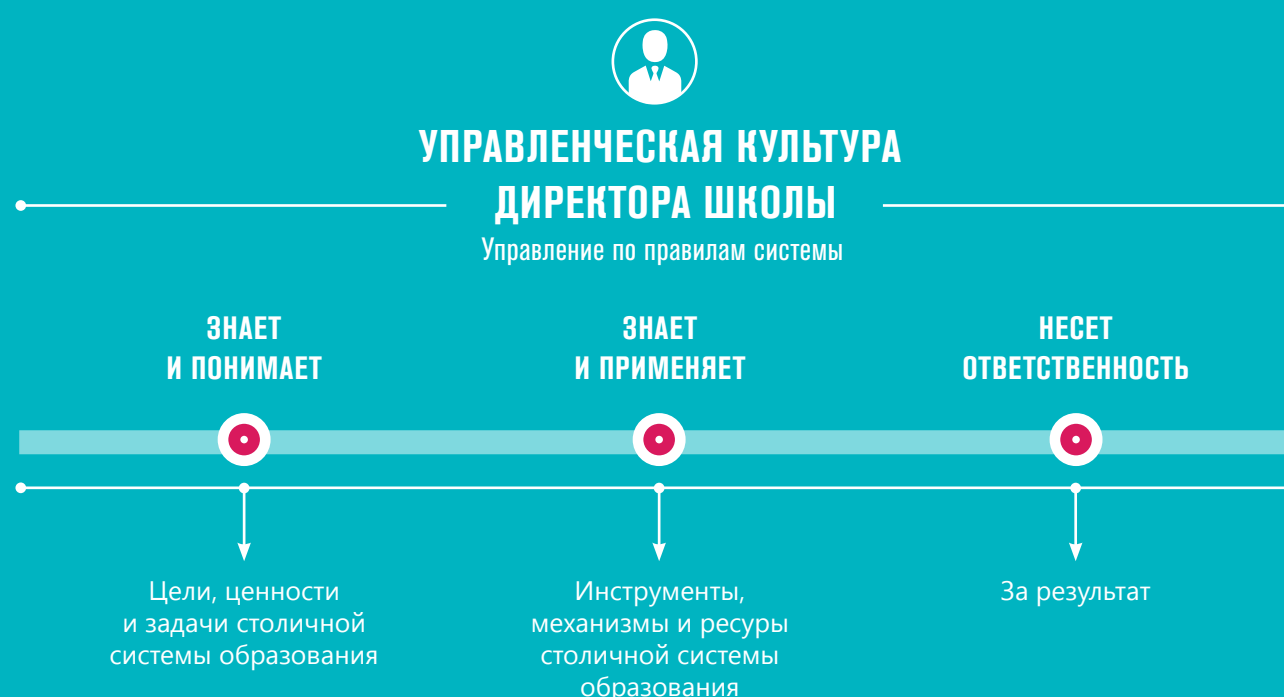 УПРАВЛЕНЧЕСКАЯ КУЛЬТУРА
ДИРЕКТОРА ШКОЛЫ
Управление по правилам системы
ЗНАЕТ
И ПОНИМАЕТ
ЗНАЕТ
И ПРИМЕНЯЕТ
НЕСЕТ
ОТВЕТСТВЕННОСТЬ
Цели, ценности
и задачи столичной
системы образования
Инструменты,
механизмы и ресуры
столичной системы
образования
За результат